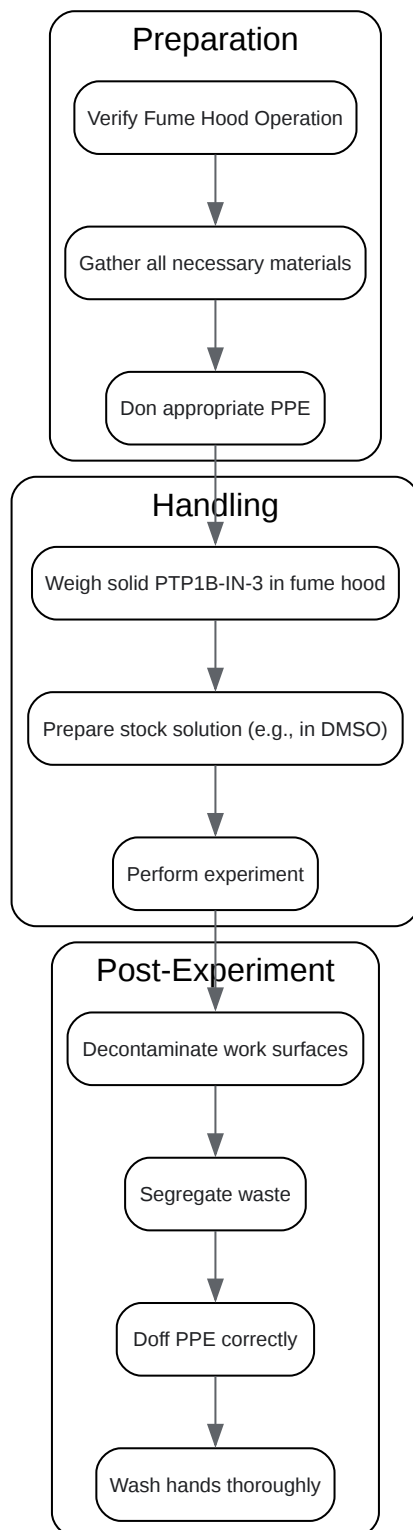 Preparation
Verify Fume Hood Operation
Gather all necessary materials
Don appropriate PPE
Handling
Weigh solid PTP1B-IN-3 in fume hood
Prepare stock solution (e.g., in DMSO)
Perform experiment
Post-Experiment
Decontaminate work surfaces
Segregate waste
Doff PPE correctly
Wash hands thoroughly